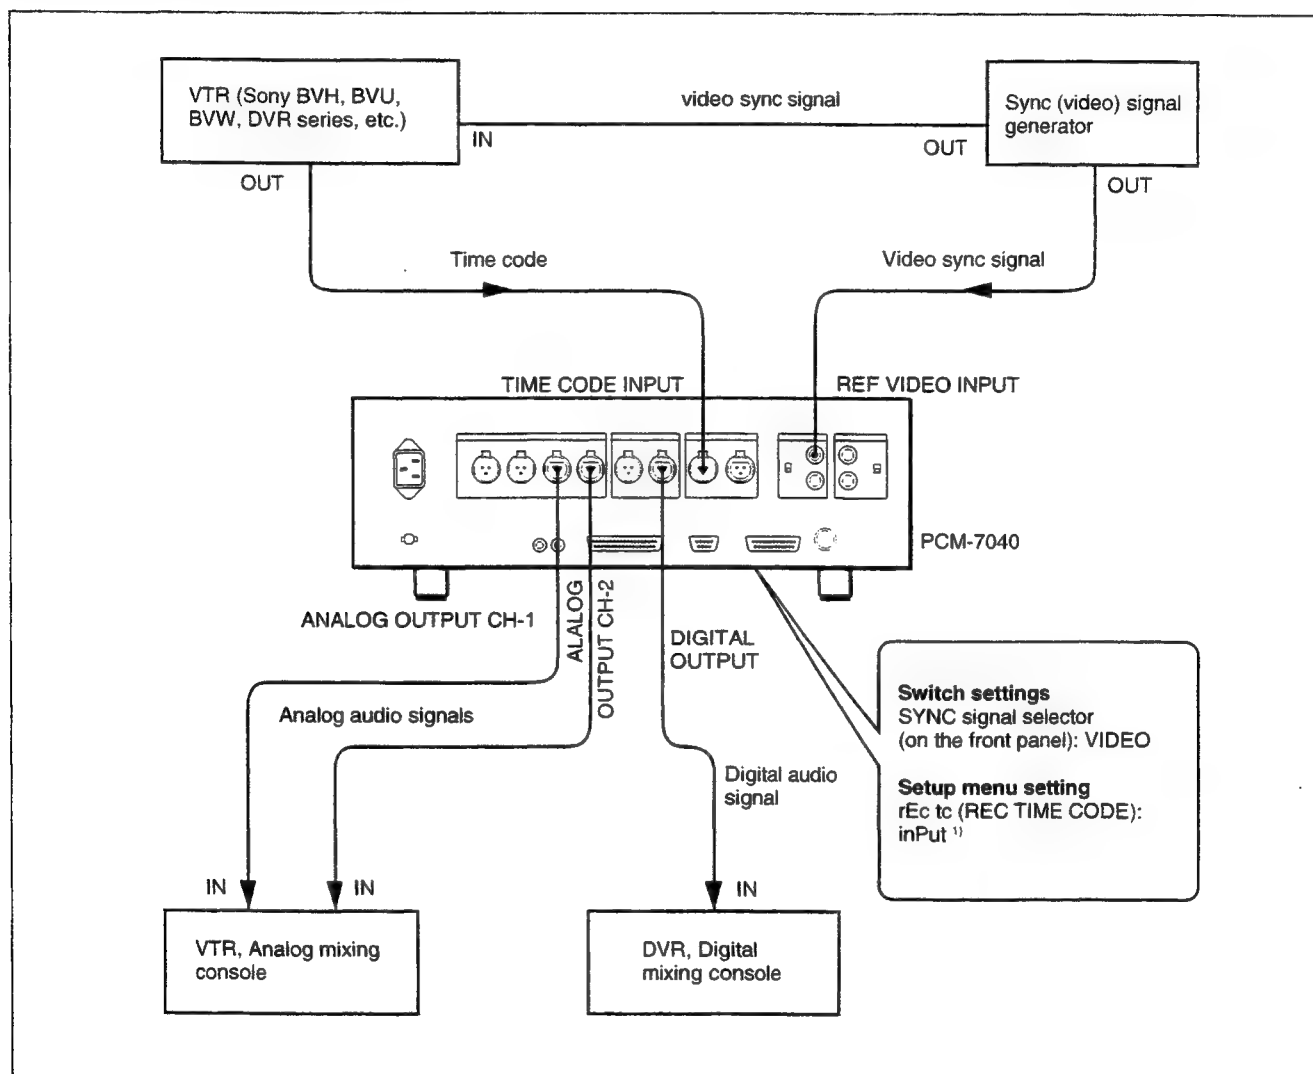 VTR (Sony BVH, BVU,
BVW, DVR series, etc.)
video sync signal
Sync (video) signal
generator
IN
OUT
OUT
OUT
Time code
Video sync signal
TIME CODE INPUT
REF VIDEO INPUT
PCM-7040
ANALOG OUTPUT CH-1
ALALOG
OUTPUT CH-2
DIGITAL
OUTPUT
Switch settings
SYNC signal selector
(on the front panel): VIDEO
Setup menu setting
rEc tc (REC TIME CODE):
inPut 1)
Analog audio signals
Digital audio
signal
IN
IN
IN
VTR, Analog mixing
console
DVR, Digital
mixing console